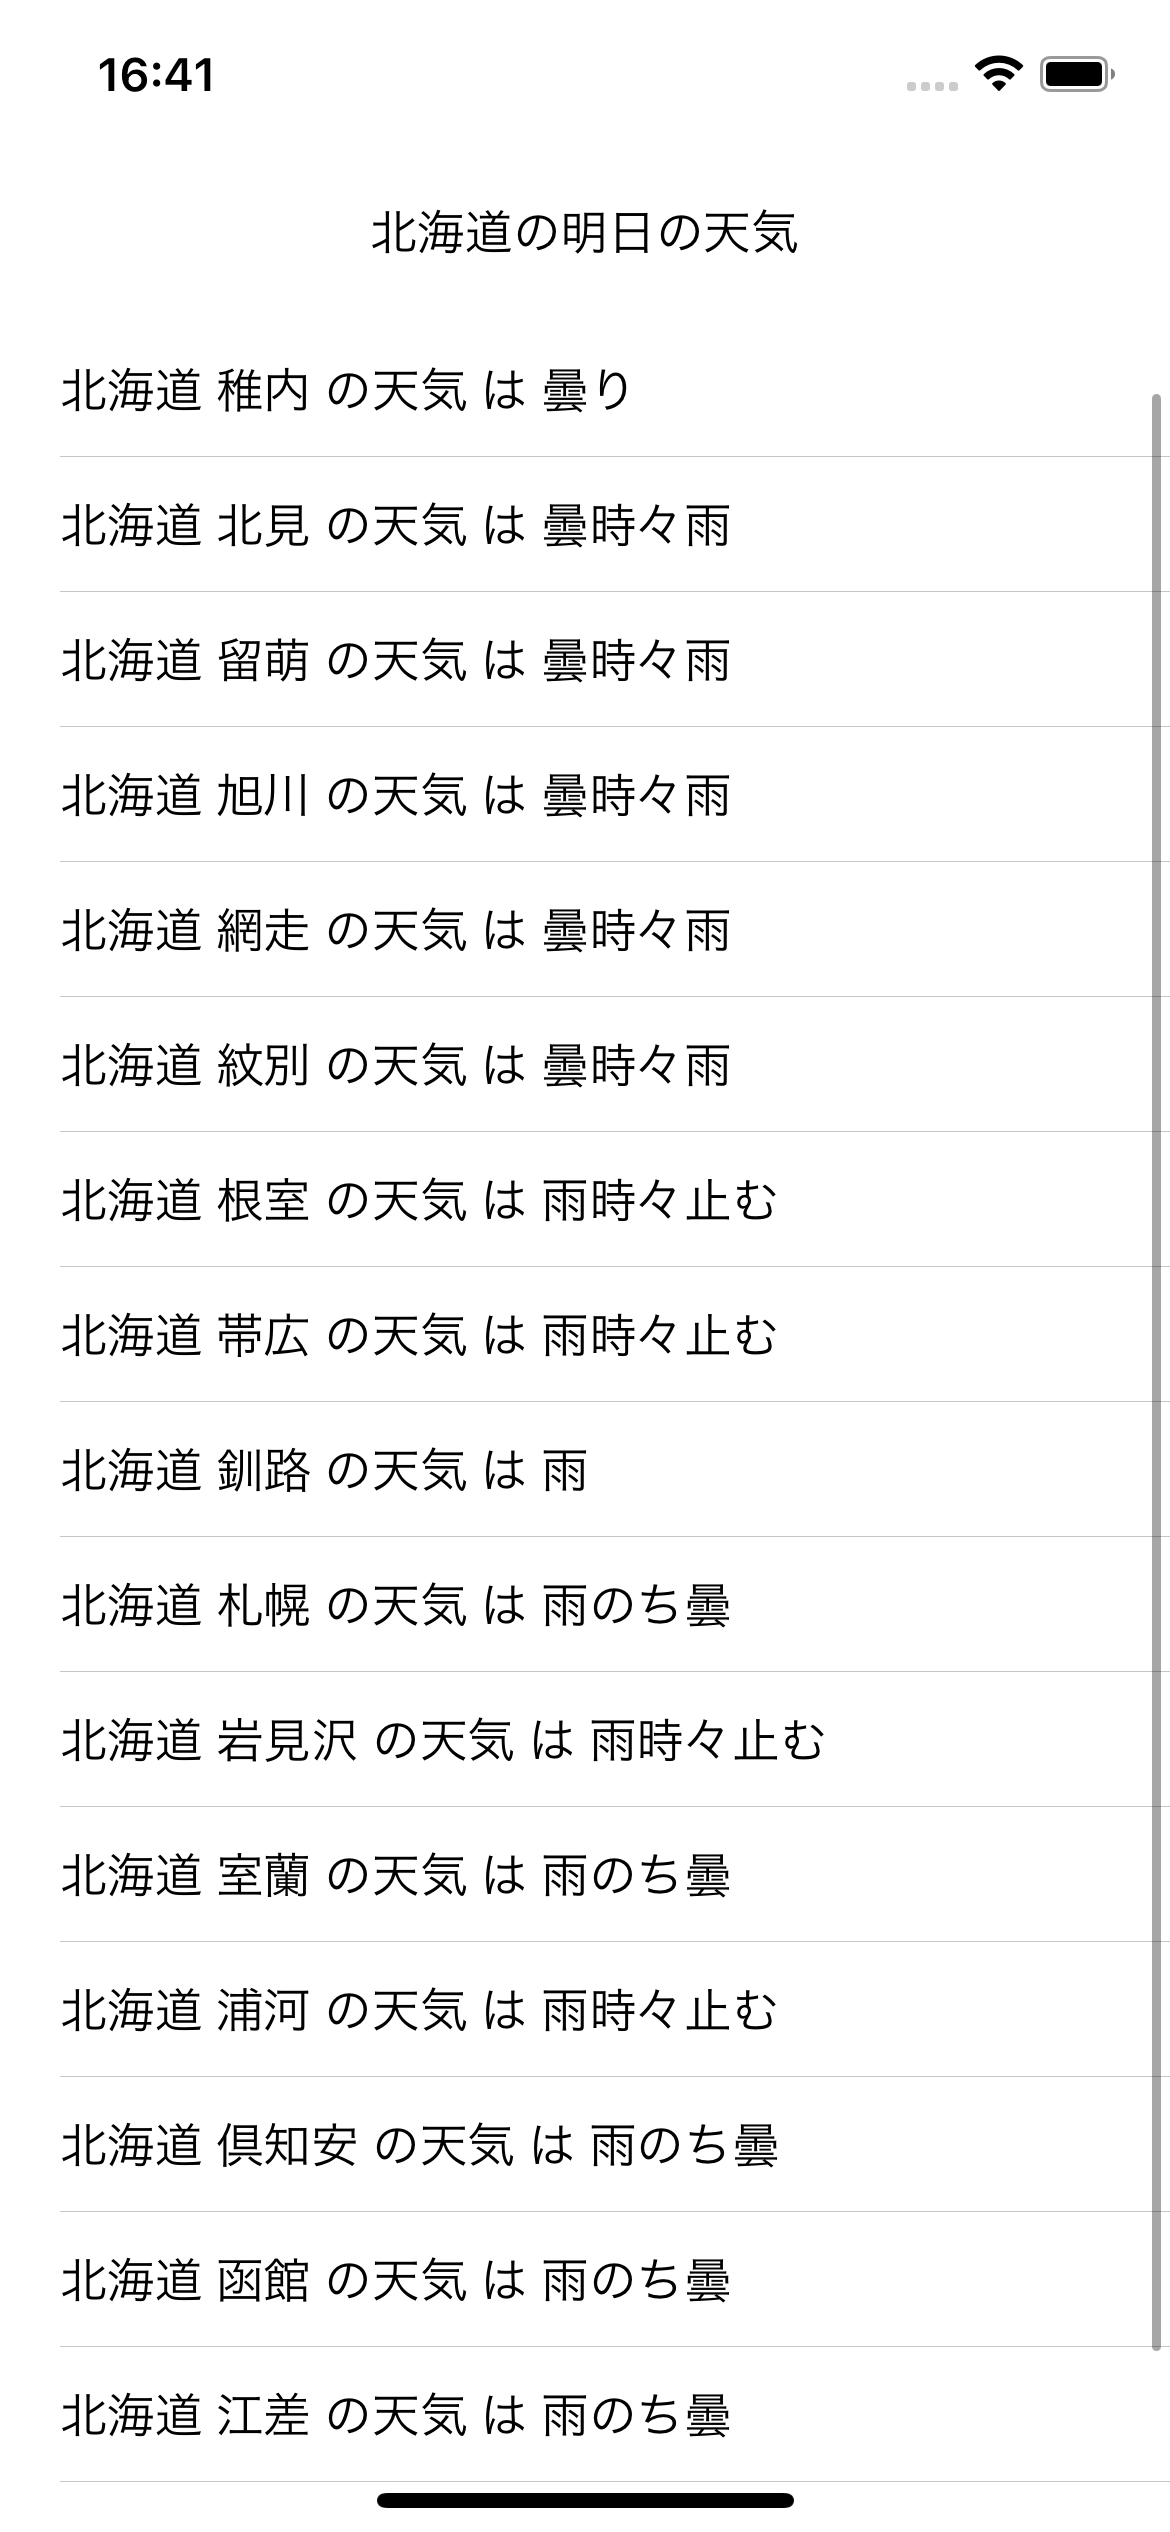 16:41
北海道の明日の天気
北海道 稚内 の天気 は 曇り
北海道 北見 の天気 は 曇時々雨
北海道 留萌 の天気 は 曇時々雨
北海道 旭川 の天気 は 曇時々雨
北海道 網走 の天気 は 曇時々雨
北海道 紋別 の天気 は 曇時々雨
北海道 根室 の天気 は 雨時々止む
北海道 帯広 の天気 は 雨時々止む
北海道 釧路 の天気 は 雨
北海道 札幌 の天気 は 雨のち曇
北海道 岩見沢 の天気 は 雨時々止む
北海道 室蘭 の天気 は 雨のち曇
北海道 浦河 の天気 は 雨時々止む
北海道 倶知安 の天気 は 雨のち曇
北海道 函館 の天気 は 雨のち曇
北海道 江差 の天気 は 雨のち曇